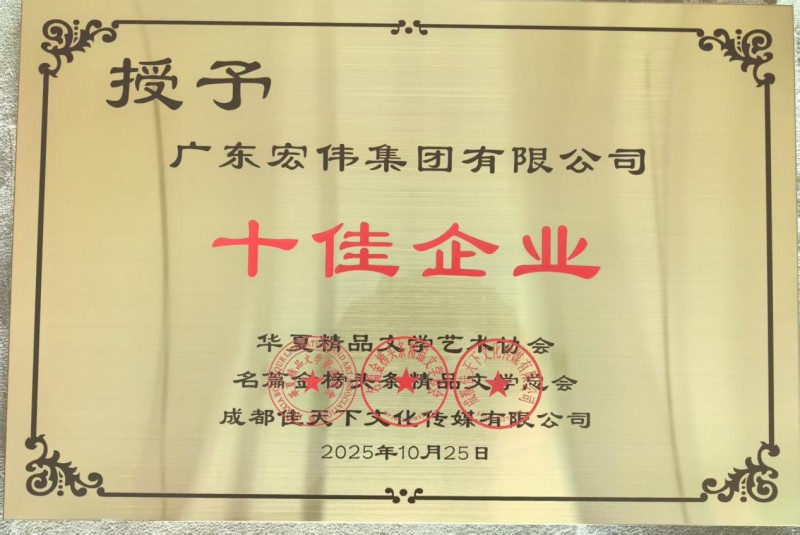 授予
广东宏伟集团有限公司
十佳企业
华夏精品文学艺术协会
名篇金榜头条精品文学总会
成都佳天下文化传媒有限公司
2025年10月25日